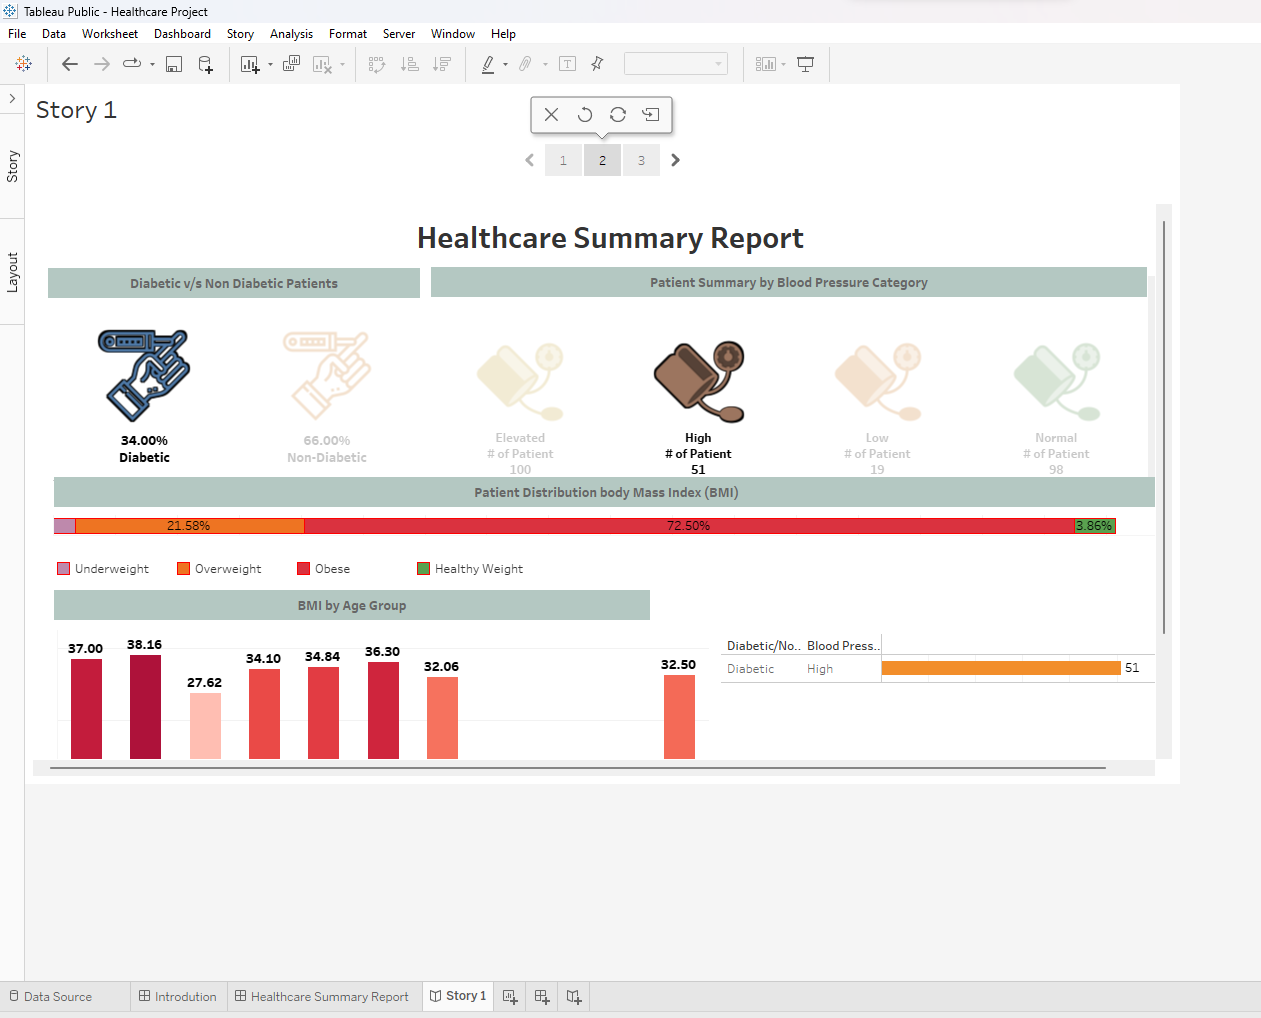 Tableau Public - Healthcare Project
File Data Worksheet Dashboard Story Analysis Format Server Window Help
Story 1
Story
Layout
1 2 3
Healthcare Summary Report
Diabetic v/s Non Diabetic Patients
Patient Summary by Blood Pressure Category
34.00%
Diabetic
66.00%
Non-Diabetic
Elevated
# of Patient
100
High
# of Patient
51
Low
# of Patient
19
Normal
# of Patient
98
Patient Distribution body Mass Index (BMI)
21.58% 72.50% 3.86%
Underweight Overweight Obese Healthy Weight
BMI by Age Group
37.00 38.16 27.62 34.10 34.84 36.30 32.06 32.50
Diabetic/No.. Blood Press..
Diabetic High 51
Data Source Introdution Healthcare Summary Report Story 1